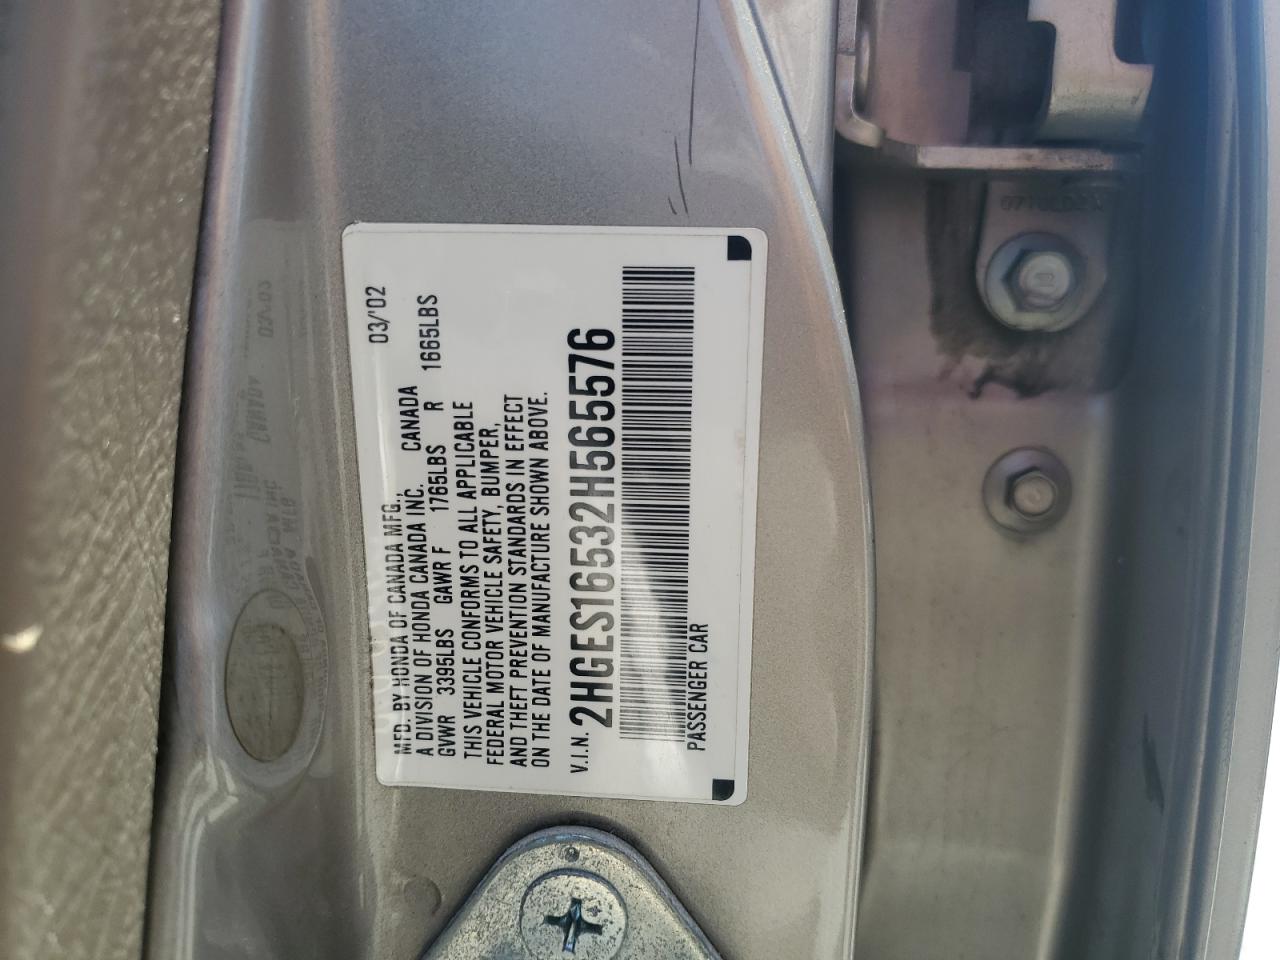 MFD. BY HONDA OF CANADA MFG.,
A DIVISION OF HONDA CANADA INC. CANADA 03/'02
GVWR 3395LBS GAWR F 1765LBS R 1665LBS
THIS VEHICLE CONFORMS TO ALL APPLICABLE
FEDERAL MOTOR VEHICLE SAFETY, BUMPER,
AND THEFT PREVENTION STANDARDS IN EFFECT
ON THE DATE OF MANUFACTURE SHOWN ABOVE.
V.I.N. 2HGES16532H565576
PASSENGER CAR